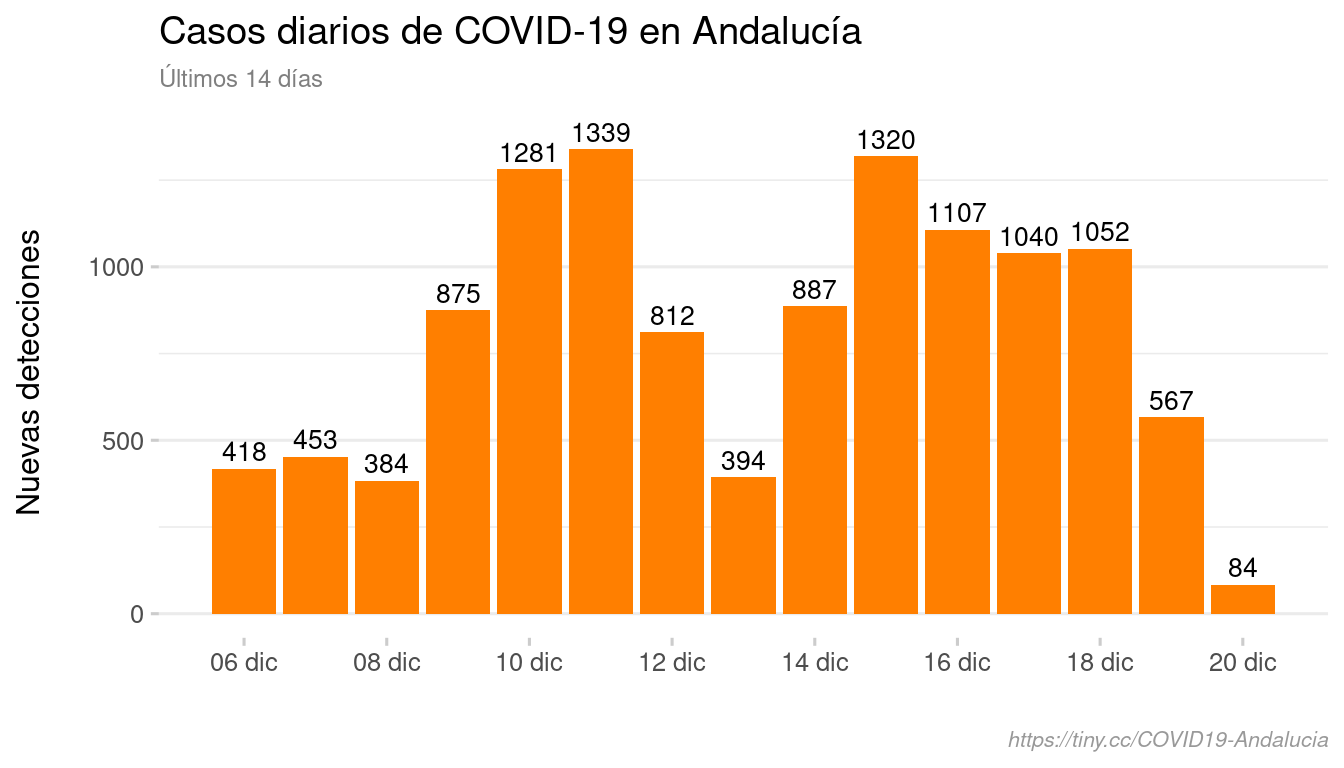 Casos diarios de COVID-19 en Andalucía
Últimos 14 días
Nuevas detecciones
1000
500
0
418
453
384
875
1281
1339
812
394
887
1320
1107
1040
1052
567
84
06 dic
08 dic
10 dic
12 dic
14 dic
16 dic
18 dic
20 dic
https://tiny.cc/COVID19-Andalucia